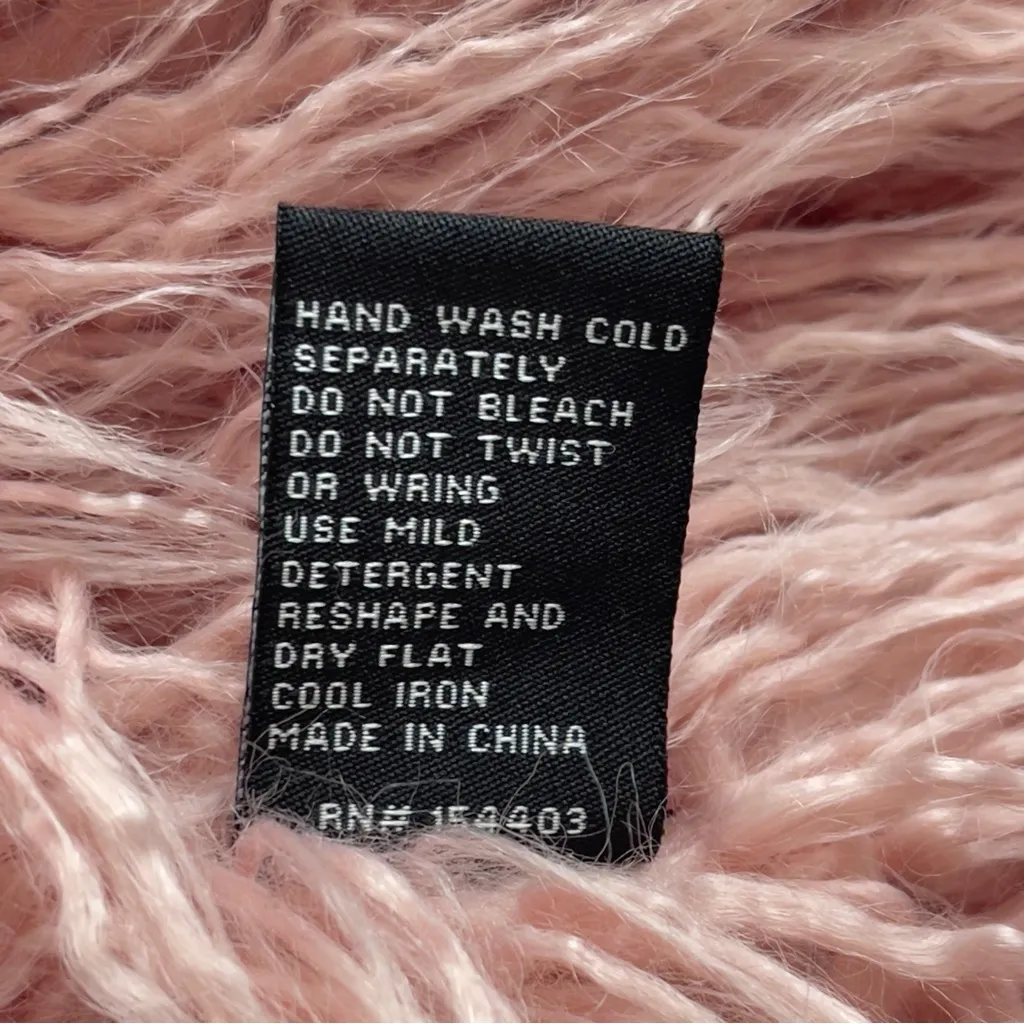 HAND WASH COLD
SEPARATELY
DO NOT BLEACH
DO NOT TWIST
OR WRING
USE MILD
DETERGENT
RESHAPE AND
DRY FLAT
COOL IRON
MADE IN CHINA
RN# 154403